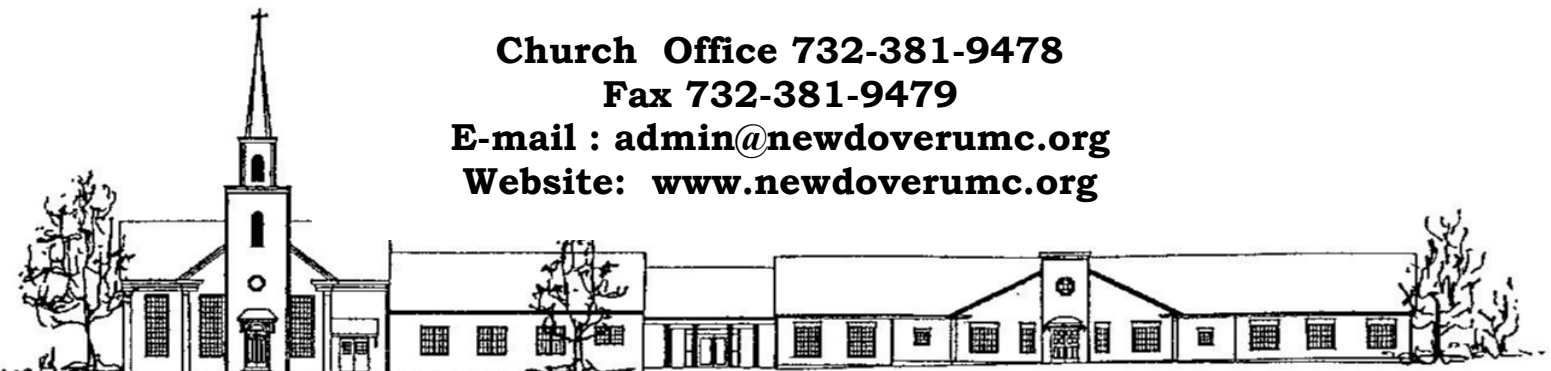 Church Office 732-381-9478
Fax 732-381-9479
E-mail : admin@newdoverumc.org
Website: www.newdoverumc.org